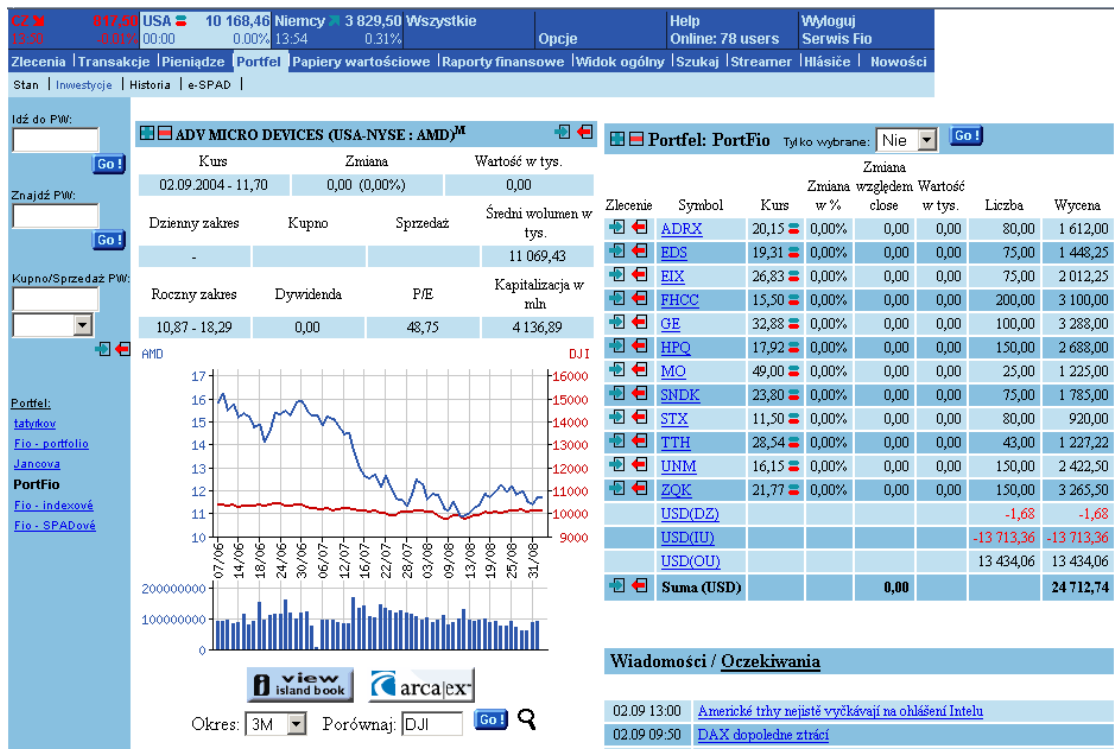 CZ 817,50 USA 10 168,46 Niemcy 3 829,50 Wszystkie Help Wyloguj
13:50 -0.01% 00:00 0.00% 13:54 0.31% Opcje Online: 78 users Serwis Fio
Zlecenia Transakcje Pieniądze Portfel Papiery wartościowe Raporty finansowe Widok ogólny Szukaj Streamer Hlásiče Nowości
Stan Inwestycje Historia e-SPAD
Idź do PW:
Go !
Znajdź PW:
Go !
Kupno/Sprzedaż PW:
Portfel:
tatyrkov
Fio - portfolio
Jancova
PortFio
Fio - indexové
Fio - SPADové
ADV MICRO DEVICES (USA-NYSE : AMD)M
Kurs Zmiana Wartość w tys.
02.09.2004 - 11,70 0,00 (0,00%) 0,00
Dzienny zakres Kupno Sprzedaż Średni wolumen w tys.
- 11 069,43
Roczny zakres Dywidenda P/E Kapitalizacja w mln
10,87 - 18,29 0,00 48,75 4 136,89
AMD DJI
17 16000
16 15000
15 14000
14 13000
13 12000
12 11000
11 10000
10 9000
07/06 14/06 18/06 24/06 30/06 06/07 12/07 16/07 22/07 28/07 03/08 09/08 13/08 19/08 25/08 31/08
200000000
100000000
0
view island book
arca ex
Okres: 3M Porównaj: DJI Go !
Portfel: PortFio Tylko wybrane: Nie Go !
Zlecenie Symbol Kurs Zmiana w % Zmiana względem close Wartość w tys. Liczba Wycena
ADRX 20,15 0,00% 0,00 0,00 80,00 1 612,00
EDS 19,31 0,00% 0,00 0,00 75,00 1 448,25
EIX 26,83 0,00% 0,00 0,00 75,00 2 012,25
FHCC 15,50 0,00% 0,00 0,00 200,00 3 100,00
GE 32,88 0,00% 0,00 0,00 100,00 3 288,00
HPQ 17,92 0,00% 0,00 0,00 150,00 2 688,00
MO 49,00 0,00% 0,00 0,00 25,00 1 225,00
SNDK 23,80 0,00% 0,00 0,00 75,00 1 785,00
STX 11,50 0,00% 0,00 0,00 80,00 920,00
TTH 28,54 0,00% 0,00 0,00 43,00 1 227,22
UNM 16,15 0,00% 0,00 0,00 150,00 2 422,50
ZQK 21,77 0,00% 0,00 0,00 150,00 3 265,50
USD(DZ) -1,68 -1,68
USD(IU) -13 713,36 -13 713,36
USD(OU) 13 434,06 13 434,06
Suma (USD) 0,00 24 712,74
Wiadomości / Oczekiwania
02.09 13:00 Americké trhy nejistě vyčkávají na ohlášení Intelu
02.09 09:50 DAX dopoledne ztrácí